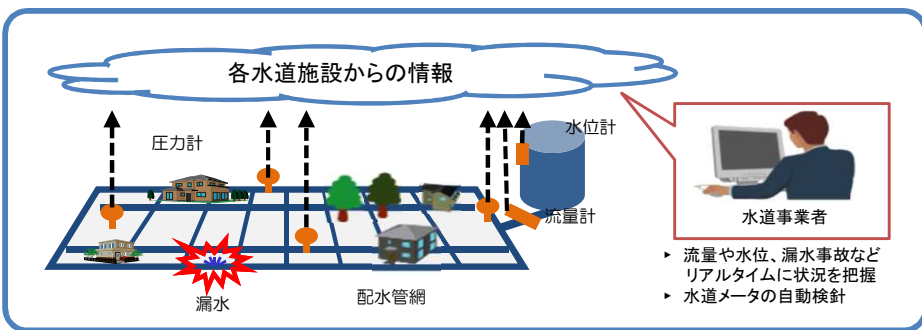 各水道施設からの情報
圧力計
水位計
流量計
漏水
配水管網
水道事業者
▸ 流量や水位、漏水事故など
リアルタイムに状況を把握
▸ 水道メータの自動検針